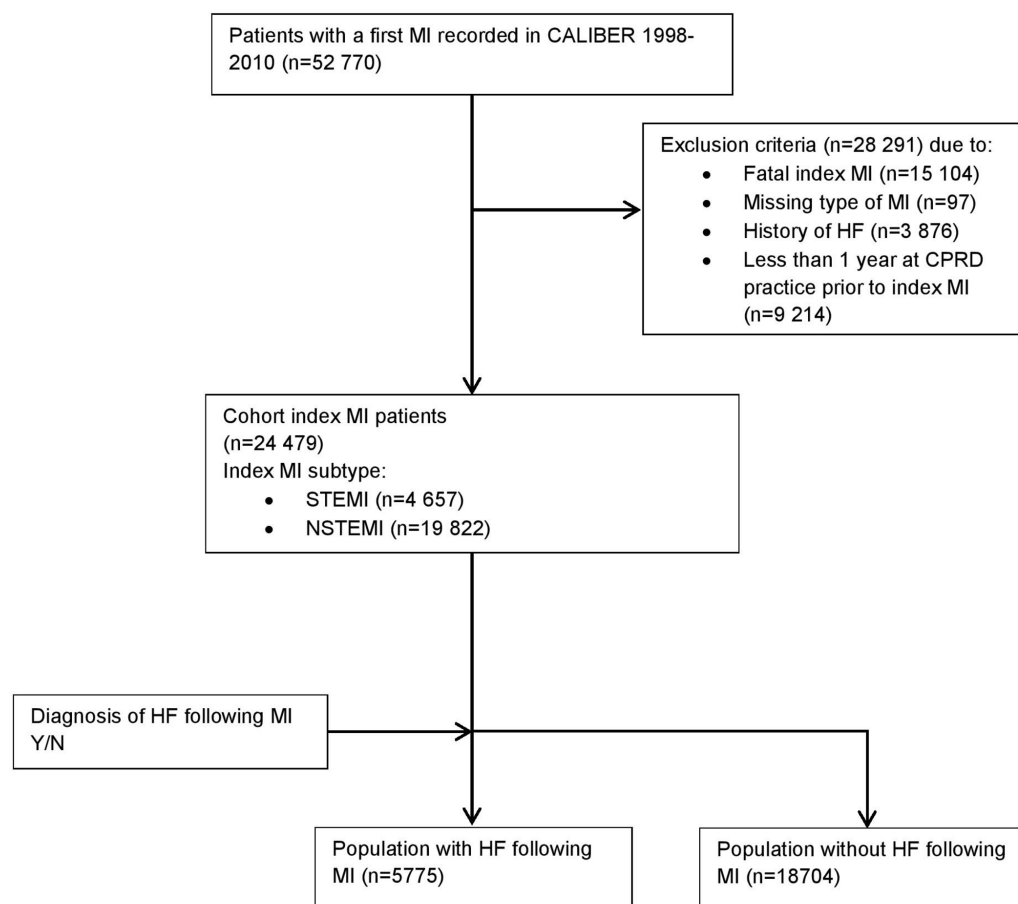 Patients with a first MI recorded in CALIBER 1998-
2010 (n=52 770)
Exclusion criteria (n=28 291) due to:
• Fatal index MI (n=15 104)
• Missing type of MI (n=97)
• History of HF (n=3 876)
• Less than 1 year at CPRD
practice prior to index MI
(n=9 214)
Cohort index MI patients
(n=24 479)
Index MI subtype:
• STEMI (n=4 657)
• NSTEMI (n=19 822)
Diagnosis of HF following MI
Y/N
Population with HF following
MI (n=5775)
Population without HF following
MI (n=18704)